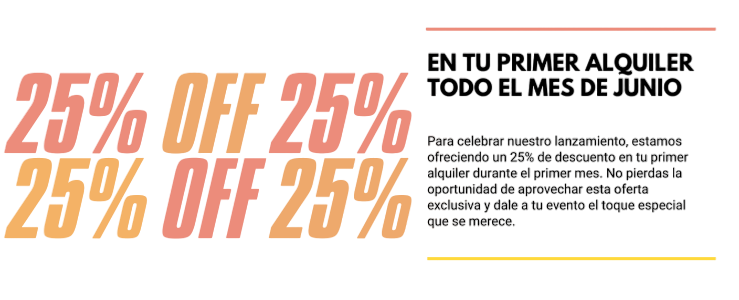 25% OFF 25%
25% OFF 25%
EN TU PRIMER ALQUILER
TODO EL MES DE JUNIO
Para celebrar nuestro lanzamiento, estamos
ofreciendo un 25% de descuento en tu primer
alquiler durante el primer mes. No pierdas la
oportunidad de aprovechar esta oferta
exclusiva y dale a tu evento el toque especial
que se merece.